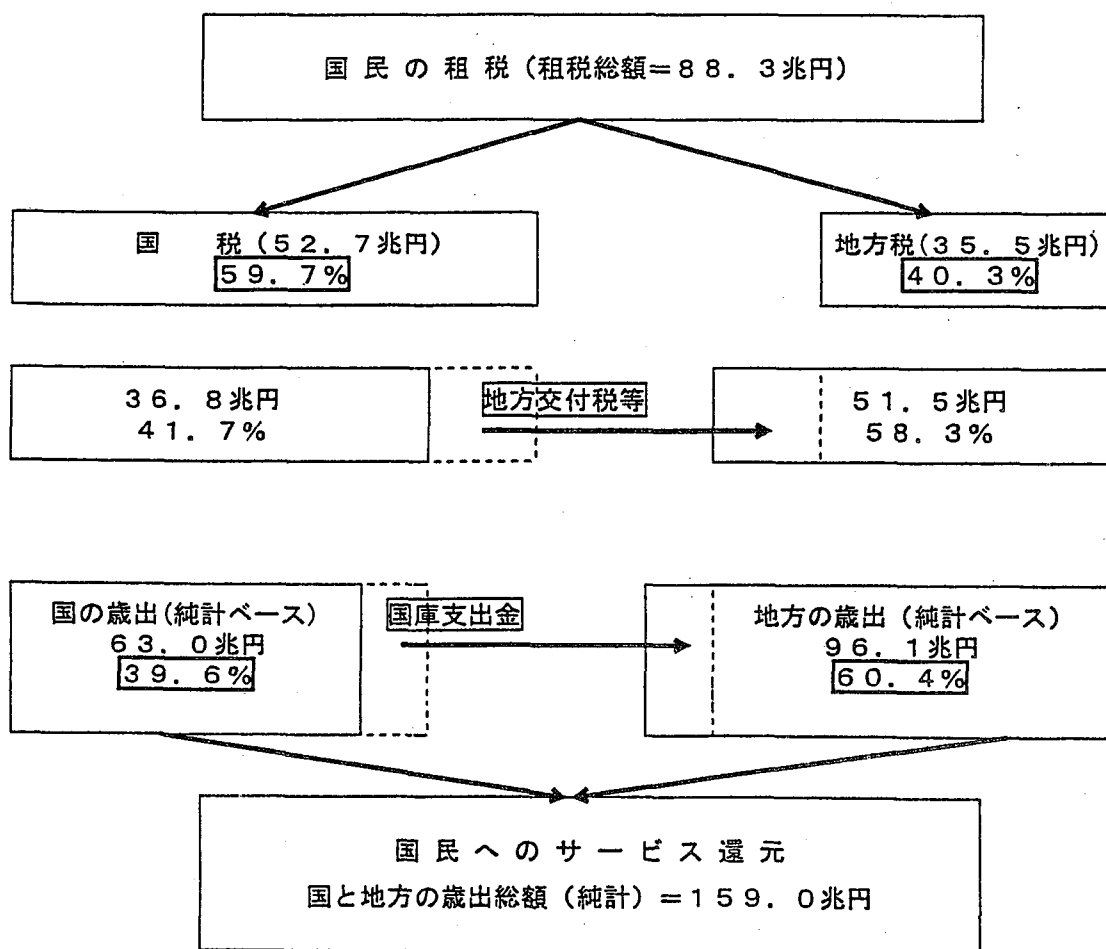 国民の租税(租税総額=88.3兆円)
国 税(52.7兆円)
59.7%
地方税(35.5兆円)
40.3%
36.8兆円
41.7%
地方交付税等
51.5兆円
58.3%
国の歳出(純計ベース)
63.0兆円
39.6%
国庫支出金
地方の歳出(純計ベース)
96.1兆円
60.4%
国民へのサービス還元
国と地方の歳出総額(純計)=159.0兆円